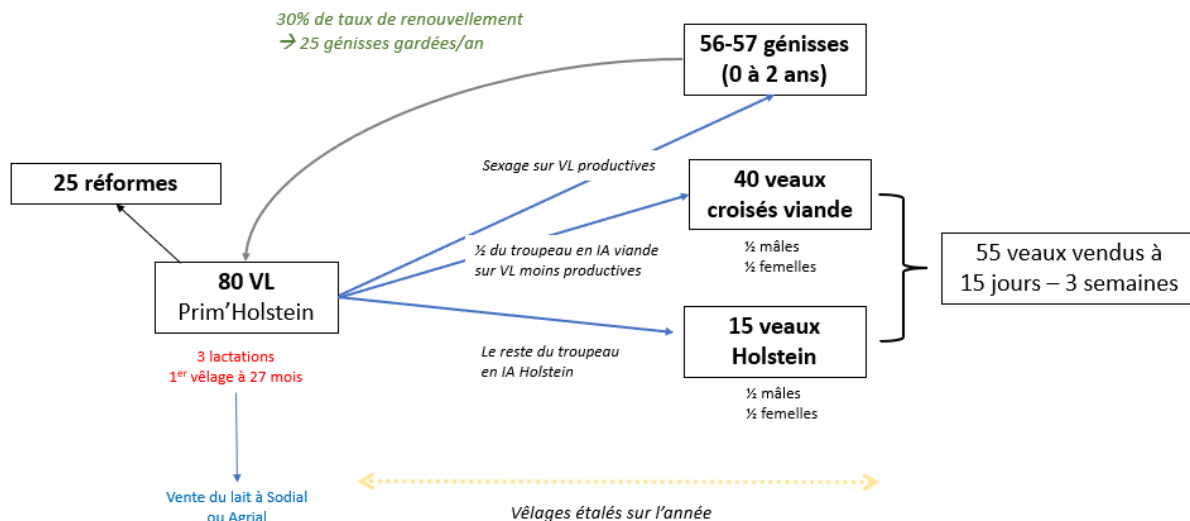 30% de taux de renouvellement
→ 25 génisses gardées/an
56-57 génisses
(0 à 2 ans)
Sexage sur VL productives
25 réformes
40 veaux
croisés viande
½ du troupeau en IA viande
sur VL moins productives
½ mâles
½ femelles
55 veaux vendus à
15 jours – 3 semaines
80 VL
Prim'Holstein
15 veaux
Holstein
Le reste du troupeau
en IA Holstein
3 lactations
1er vêlage à 27 mois
½ mâles
½ femelles
Vente du lait à Sodial
ou Agrial
Vêlages étalés sur l'année